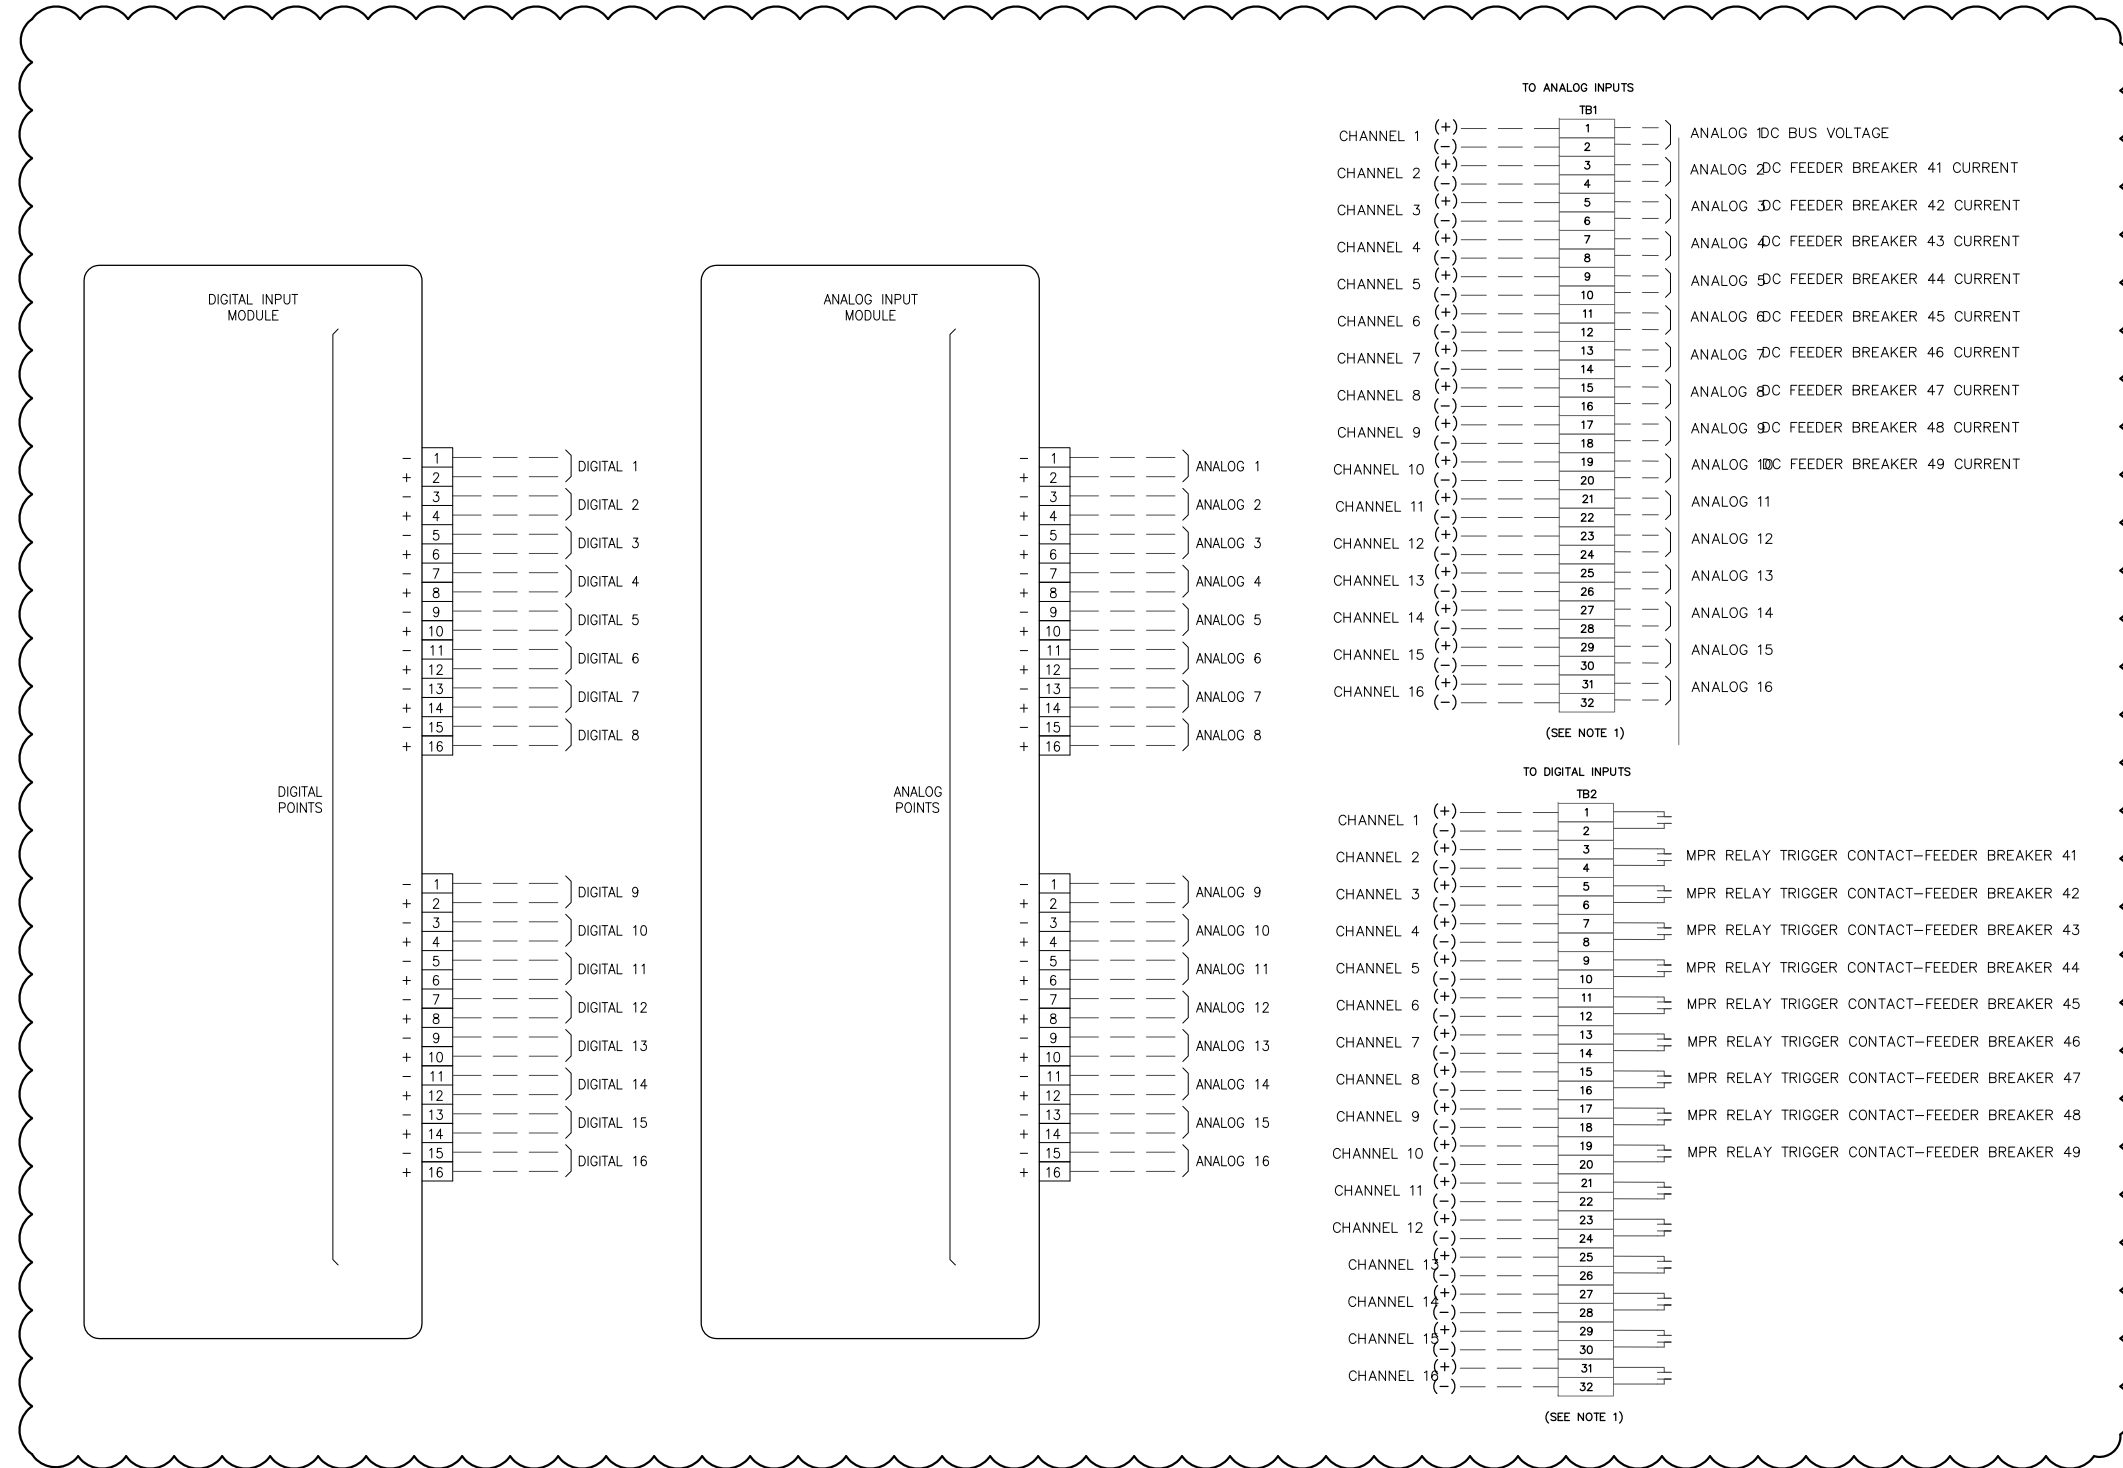 DIGITAL INPUT
MODULE
DIGITAL
POINTS
− 1
+ 2
DIGITAL 1
− 3
+ 4
DIGITAL 2
− 5
+ 6
DIGITAL 3
− 7
+ 8
DIGITAL 4
− 9
+ 10
DIGITAL 5
− 11
+ 12
DIGITAL 6
− 13
+ 14
DIGITAL 7
− 15
+ 16
DIGITAL 8
− 1
+ 2
DIGITAL 9
− 3
+ 4
DIGITAL 10
− 5
+ 6
DIGITAL 11
− 7
+ 8
DIGITAL 12
− 9
+ 10
DIGITAL 13
− 11
+ 12
DIGITAL 14
− 13
+ 14
DIGITAL 15
− 15
+ 16
DIGITAL 16
ANALOG INPUT
MODULE
ANALOG
POINTS
− 1
+ 2
ANALOG 1
− 3
+ 4
ANALOG 2
− 5
+ 6
ANALOG 3
− 7
+ 8
ANALOG 4
− 9
+ 10
ANALOG 5
− 11
+ 12
ANALOG 6
− 13
+ 14
ANALOG 7
− 15
+ 16
ANALOG 8
− 1
+ 2
ANALOG 9
− 3
+ 4
ANALOG 10
− 5
+ 6
ANALOG 11
− 7
+ 8
ANALOG 12
− 9
+ 10
ANALOG 13
− 11
+ 12
ANALOG 14
− 13
+ 14
ANALOG 15
− 15
+ 16
ANALOG 16
TO ANALOG INPUTS
TB1
CHANNEL 1 (+) 1
(−) 2
ANALOG 1 DC BUS VOLTAGE
CHANNEL 2 (+) 3
(−) 4
ANALOG 2 DC FEEDER BREAKER 41 CURRENT
CHANNEL 3 (+) 5
(−) 6
ANALOG 3 DC FEEDER BREAKER 42 CURRENT
CHANNEL 4 (+) 7
(−) 8
ANALOG 4 DC FEEDER BREAKER 43 CURRENT
CHANNEL 5 (+) 9
(−) 10
ANALOG 5 DC FEEDER BREAKER 44 CURRENT
CHANNEL 6 (+) 11
(−) 12
ANALOG 6 DC FEEDER BREAKER 45 CURRENT
CHANNEL 7 (+) 13
(−) 14
ANALOG 7 DC FEEDER BREAKER 46 CURRENT
CHANNEL 8 (+) 15
(−) 16
ANALOG 8 DC FEEDER BREAKER 47 CURRENT
CHANNEL 9 (+) 17
(−) 18
ANALOG 9 DC FEEDER BREAKER 48 CURRENT
CHANNEL 10 (+) 19
(−) 20
ANALOG 10 DC FEEDER BREAKER 49 CURRENT
CHANNEL 11 (+) 21
(−) 22
ANALOG 11
CHANNEL 12 (+) 23
(−) 24
ANALOG 12
CHANNEL 13 (+) 25
(−) 26
ANALOG 13
CHANNEL 14 (+) 27
(−) 28
ANALOG 14
CHANNEL 15 (+) 29
(−) 30
ANALOG 15
CHANNEL 16 (+) 31
(−) 32
ANALOG 16
(SEE NOTE 1)
TO DIGITAL INPUTS
TB2
CHANNEL 1 (+) 1
(−) 2
CHANNEL 2 (+) 3
(−) 4
MPR RELAY TRIGGER CONTACT−FEEDER BREAKER 41
CHANNEL 3 (+) 5
(−) 6
MPR RELAY TRIGGER CONTACT−FEEDER BREAKER 42
CHANNEL 4 (+) 7
(−) 8
MPR RELAY TRIGGER CONTACT−FEEDER BREAKER 43
CHANNEL 5 (+) 9
(−) 10
MPR RELAY TRIGGER CONTACT−FEEDER BREAKER 44
CHANNEL 6 (+) 11
(−) 12
MPR RELAY TRIGGER CONTACT−FEEDER BREAKER 45
CHANNEL 7 (+) 13
(−) 14
MPR RELAY TRIGGER CONTACT−FEEDER BREAKER 46
CHANNEL 8 (+) 15
(−) 16
MPR RELAY TRIGGER CONTACT−FEEDER BREAKER 47
CHANNEL 9 (+) 17
(−) 18
MPR RELAY TRIGGER CONTACT−FEEDER BREAKER 48
CHANNEL 10 (+) 19
(−) 20
MPR RELAY TRIGGER CONTACT−FEEDER BREAKER 49
CHANNEL 11 (+) 21
(−) 22
CHANNEL 12 (+) 23
(−) 24
CHANNEL 13 (+) 25
(−) 26
CHANNEL 14 (+) 27
(−) 28
CHANNEL 15 (+) 29
(−) 30
CHANNEL 16 (+) 31
(−) 32
(SEE NOTE 1)